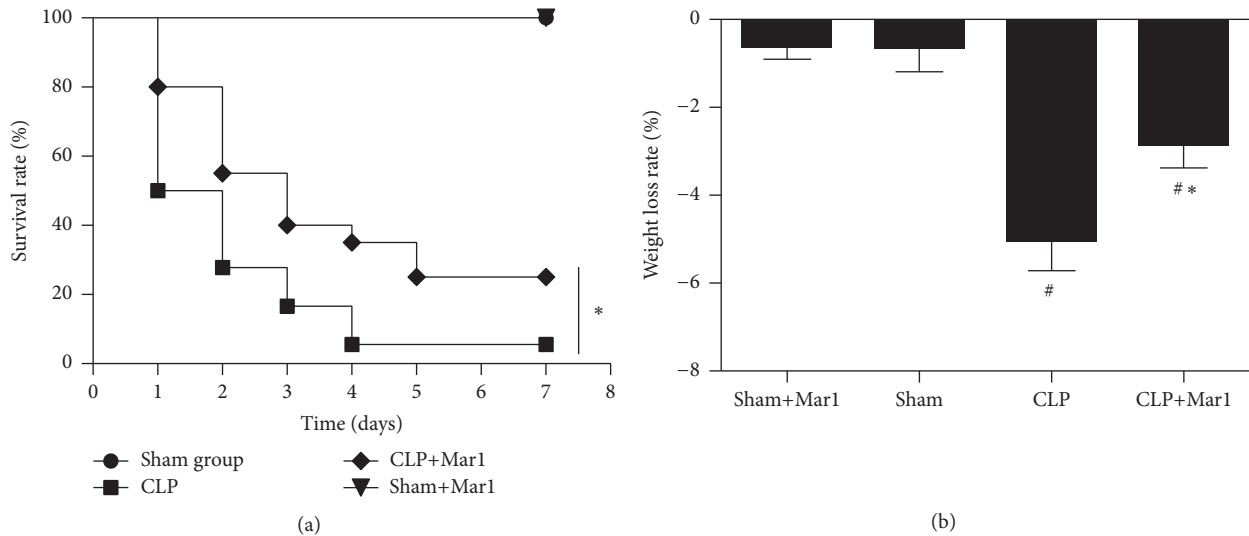 100
80
60
40
20
0
Survival rate (%)
0 1 2 3 4 5 6 7 8
Time (days)
*
Sham group
CLP
CLP+Mar1
Sham+Mar1
(a)
0
−2
−4
−6
−8
Weight loss rate (%)
#
# *
Sham+Mar1 Sham CLP CLP+Mar1
(b)